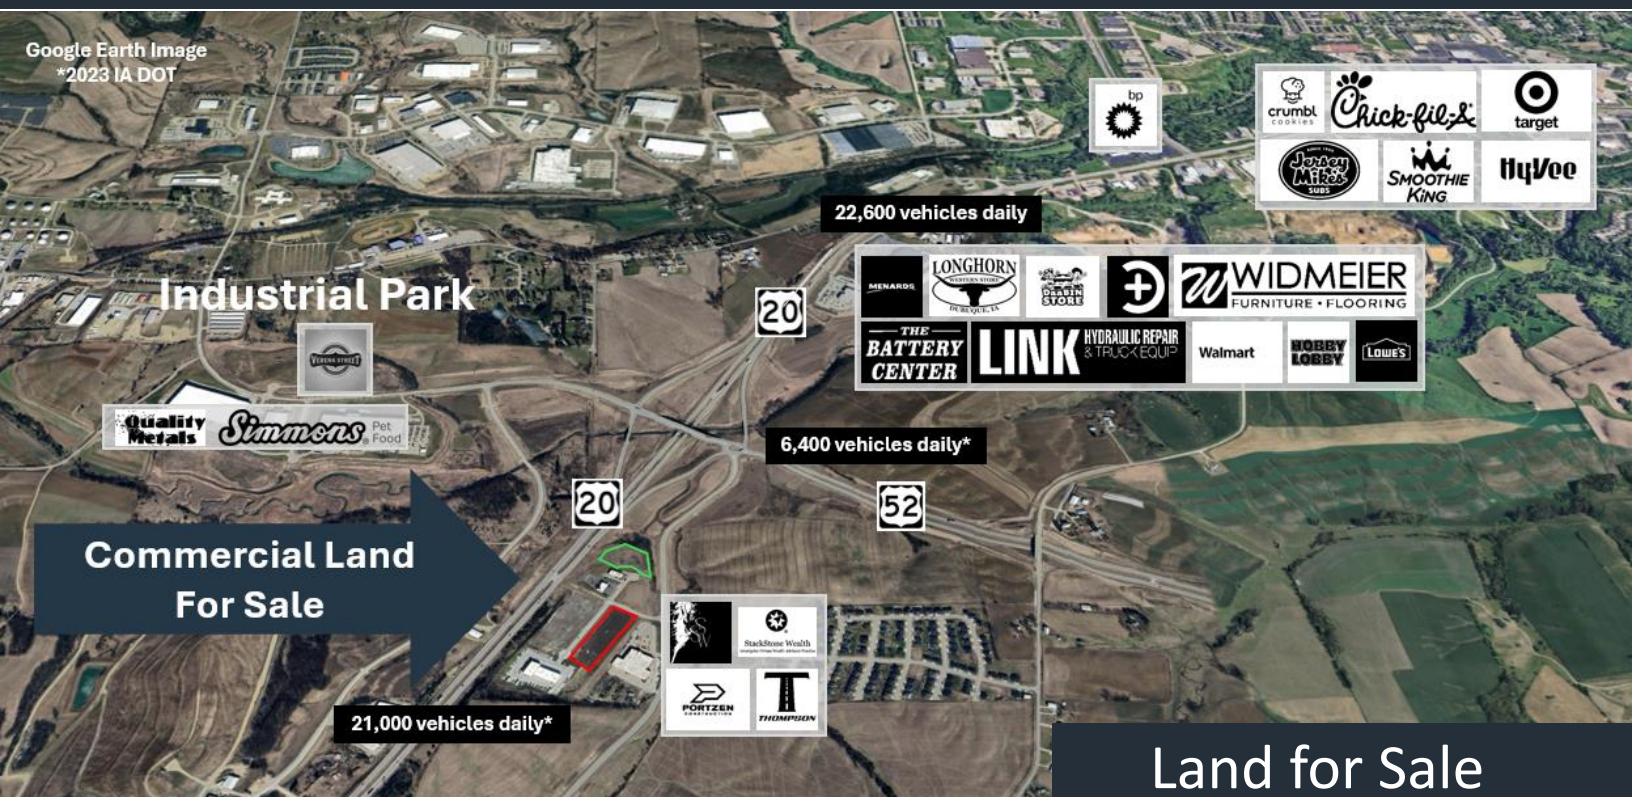 Google Earth Image
*2023 IA DOT
bp
crumbl
cookies
Chick-fil-A
target
SINCE 1956
Jersey
Mike's
SUBS
SMOOTHIE
KING
HyVee
22,600 vehicles daily
Industrial Park
VERENA STREET
20
MENARDS
LONGHORN
WESTERN STORE
DUBUQUE, IA
STORE
WIDMEIER
FURNITURE • FLOORING
THE
BATTERY
CENTER
LINK
HYDRAULIC REPAIR
& TRUCK EQUIP
Walmart
HOBBY
LOBBY
LOWE'S
Quality
Metals
Simmons
Pet
Food
6,400 vehicles daily*
20
52
Commercial Land
For Sale
StackStone Wealth
PORTZEN
CONSTRUCTION
THOMPSON
21,000 vehicles daily*
Land for Sale